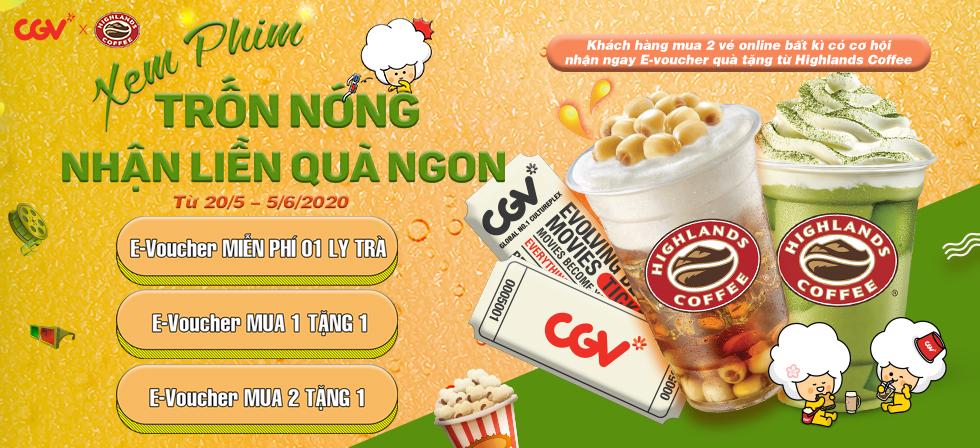 CGV
HIGHLANDS
COFFEE
Xem Phim
TRỐN NÓNG
NHẬN LIỀN QUÀ NGON
Từ 20/5 – 5/6/2020
E-Voucher MIỄN PHÍ 01 LY TRÀ
E-Voucher MUA 1 TẶNG 1
E-Voucher MUA 2 TẶNG 1
Khách hàng mua 2 vé online bất kì có cơ hội
nhận ngay E-voucher quà tặng từ Highlands Coffee
CGV
GLOBAL NO.1 CULTUREPLEX
EVOLVING
MOVIES
MOVIES BECOME
TICK
0005001
CGV
HIGHLANDS
COFFEE
HIGHLANDS
COFFEE
®
CGV